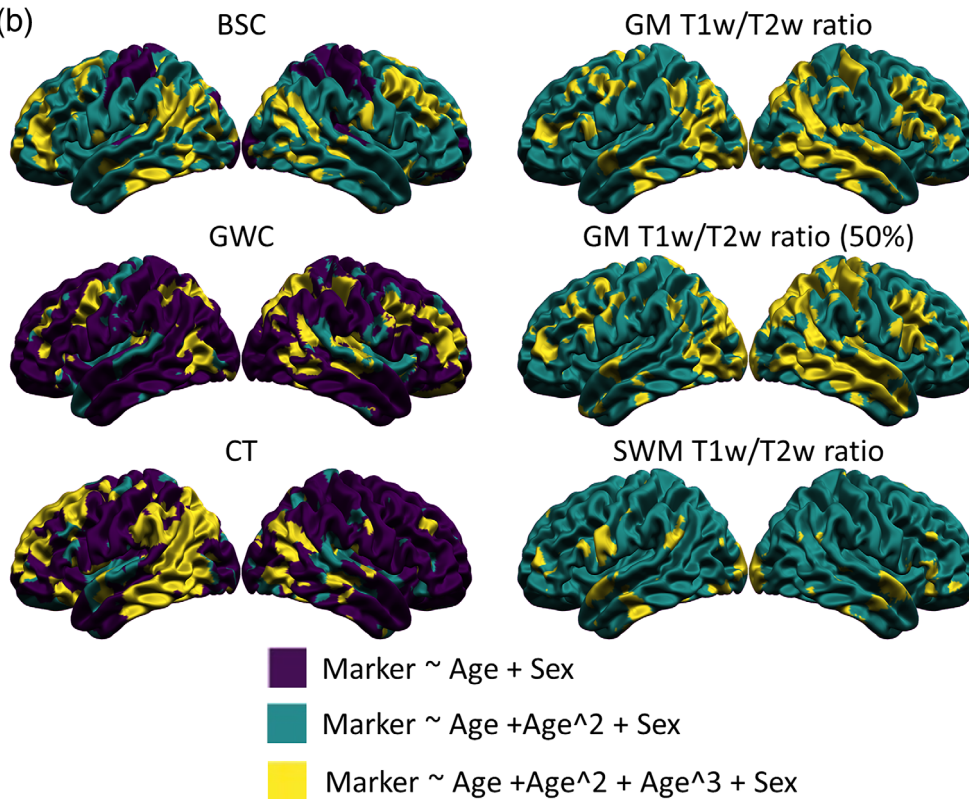 (b)
BSC
GM T1w/T2w ratio
GWC
GM T1w/T2w ratio (50%)
CT
SWM T1w/T2w ratio
Marker ~ Age + Sex
Marker ~ Age +Age^2 + Sex
Marker ~ Age +Age^2 + Age^3 + Sex